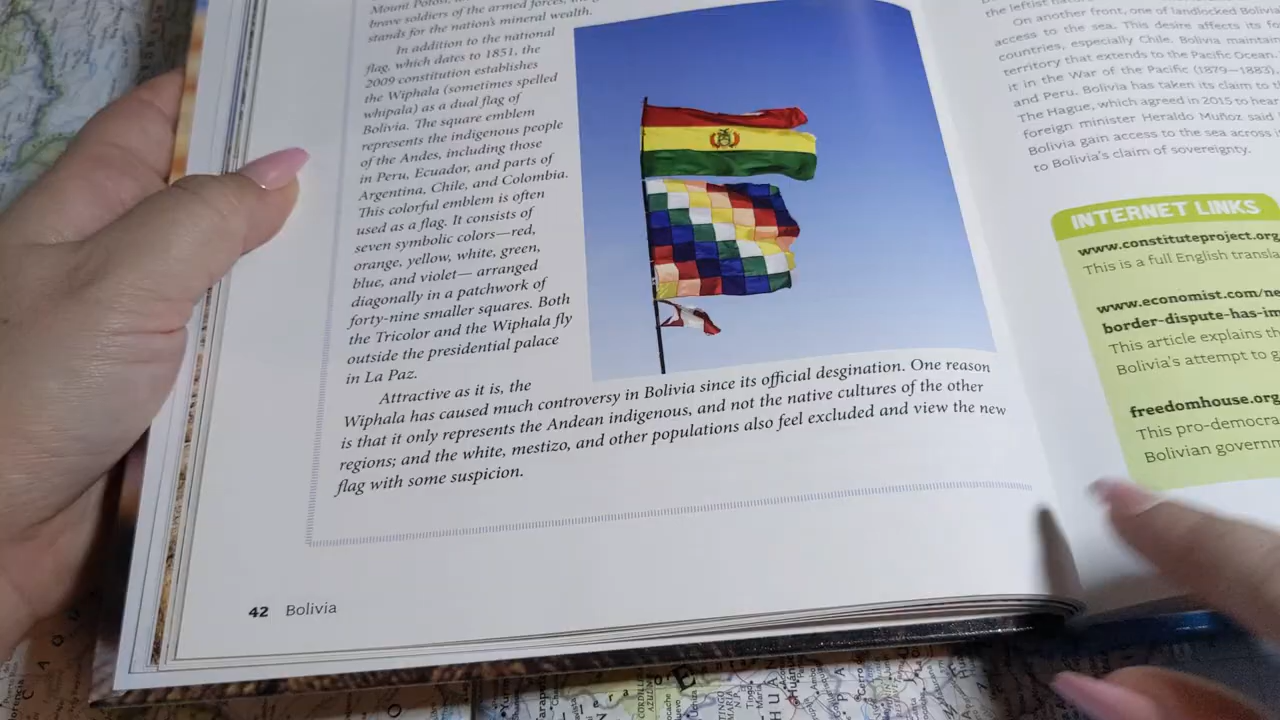 Mount Potosí,
brave soldiers of the armed forces,
stands for the nation's mineral wealth.
In addition to the national
flag, which dates to 1851, the
2009 constitution establishes
the Wiphala (sometimes spelled
whipala) as a dual flag of
Bolivia. The square emblem
represents the indigenous people
of the Andes, including those
in Peru, Ecuador, and parts of
Argentina, Chile, and Colombia.
This colorful emblem is often
used as a flag. It consists of
seven symbolic colors—red,
orange, yellow, white, green,
blue, and violet— arranged
diagonally in a patchwork of
forty-nine smaller squares. Both
the Tricolor and the Wiphala fly
outside the presidential palace
in La Paz.
Attractive as it is, the
Wiphala has caused much controversy in Bolivia since its official desgination. One reason
is that it only represents the Andean indigenous, and not the native cultures of the other
regions; and the white, mestizo, and other populations also feel excluded and view the new
flag with some suspicion.
42 Bolivia
the leftist
On another front, one of landlocked Bolivia
access to the sea. This desire affects its
countries, especially Chile. Bolivia
territory that extends to the Pacific Ocean.
it in the War of the Pacific (1879—1883),
and Peru. Bolivia has taken its claim to
The Hague, which agreed in 2015 to hear
foreign minister Heraldo Muñoz said
Bolivia gain access to the sea across
to Bolivia's claim of sovereignty.
INTERNET LINKS
www.constituteproject.org
This is a full English
www.economist.com/
border-dispute-has-
This article explains
Bolivia's attempt to
freedomhouse.org
This
Bolivian